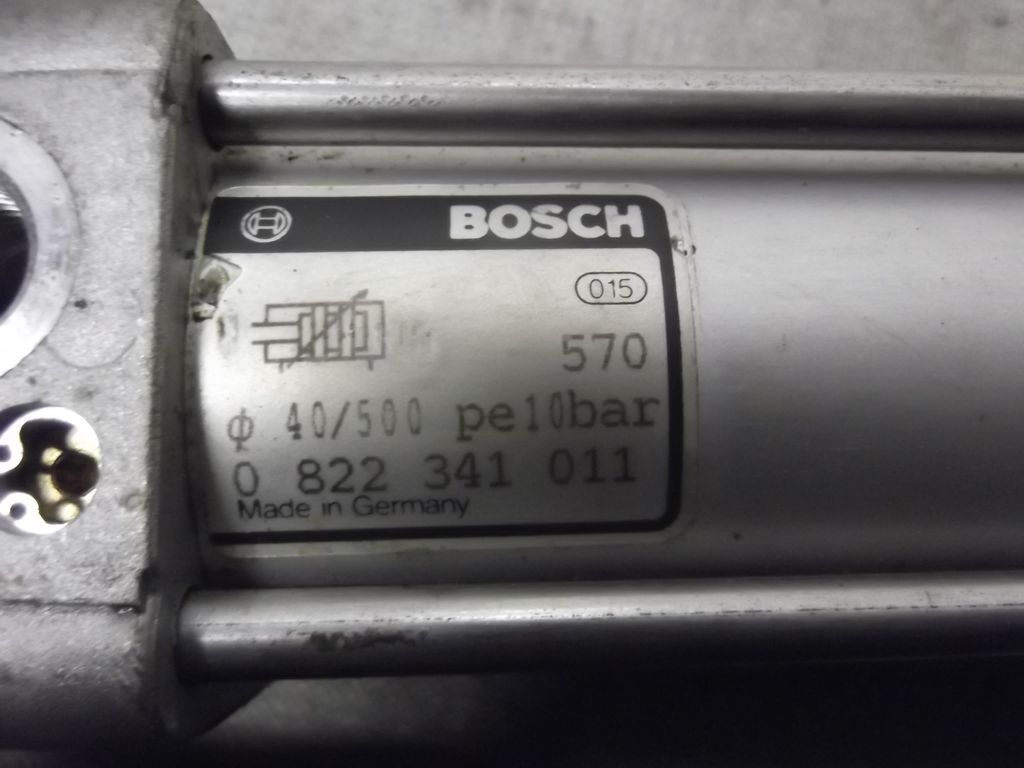 BOSCH
015
570
ф 40/500 pe10bar
0 822 341 011
Made in Germany